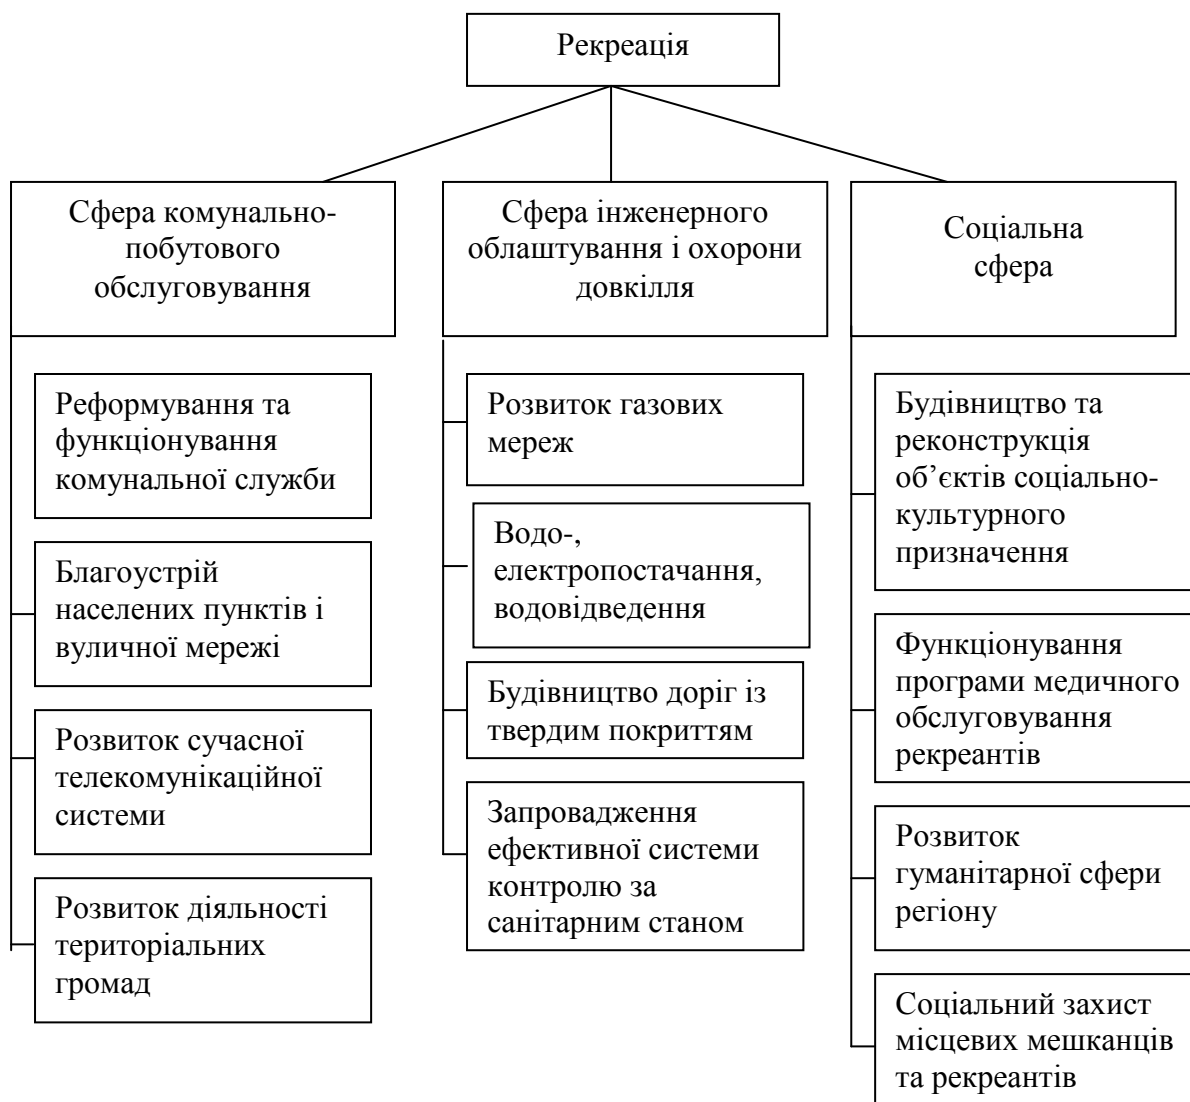 Рекреація
Сфера комунально-
побутового
обслуговування
Сфера інженерного
облаштування і охорони
довкілля
Соціальна
сфера
Реформування та
функціонування
комунальної служби
Благоустрій
населених пунктів і
вуличної мережі
Розвиток сучасної
телекомунікаційної
системи
Розвиток діяльності
територіальних
громад
Розвиток газових
мереж
Водо-,
електропостачання,
водовідведення
Будівництво доріг із
твердим покриттям
Запровадження
ефективної системи
контролю за
санітарним станом
Будівництво та
реконструкція
об’єктів соціально-
культурного
призначення
Функціонування
програми медичного
обслуговування
рекреантів
Розвиток
гуманітарної сфери
регіону
Соціальний захист
місцевих мешканців
та рекреантів